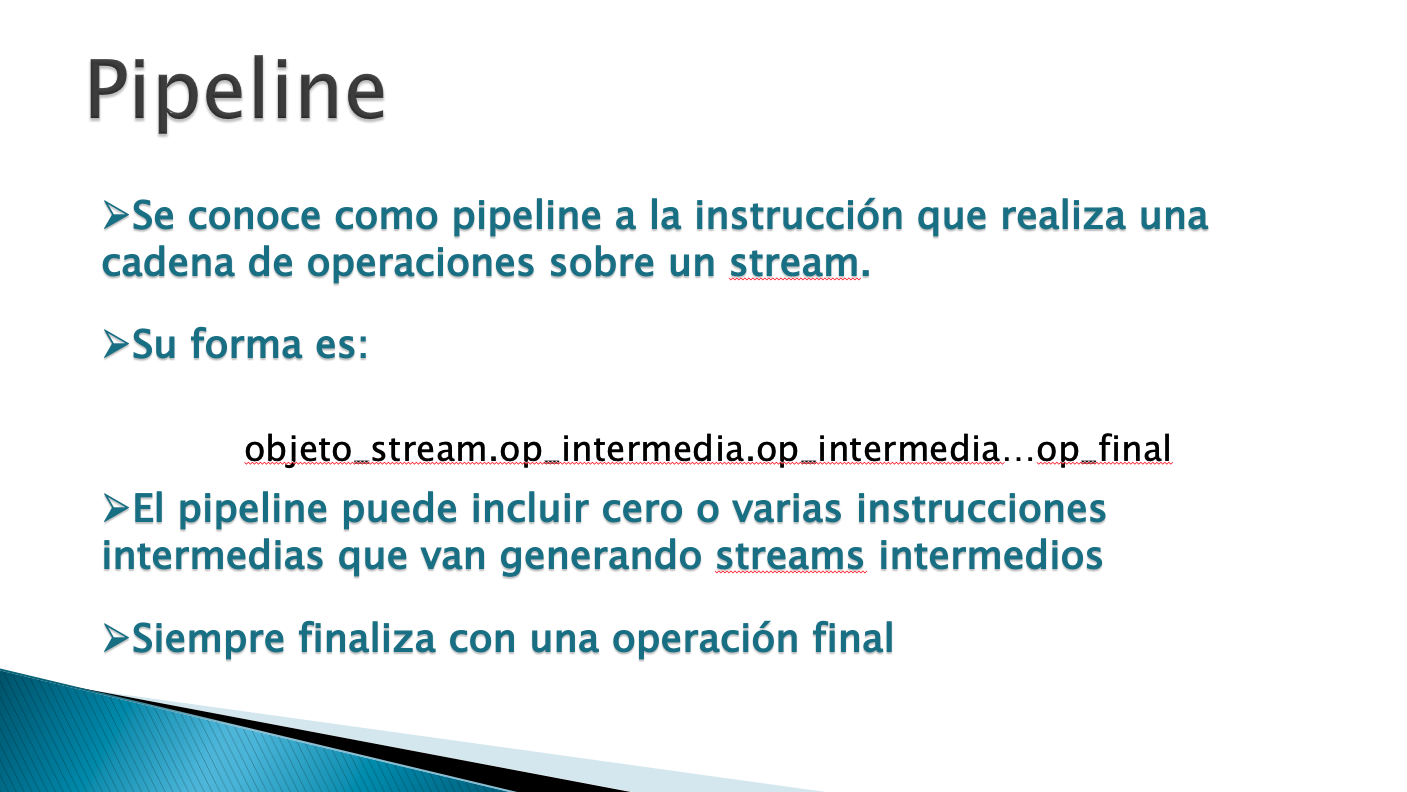 Pipeline
➢Se conoce como pipeline a la instrucción que realiza una
cadena de operaciones sobre un stream.
➢Su forma es:
objeto_stream.op_intermedia.op_intermedia…op_final
➢El pipeline puede incluir cero o varias instrucciones
intermedias que van generando streams intermedios
➢Siempre finaliza con una operación final